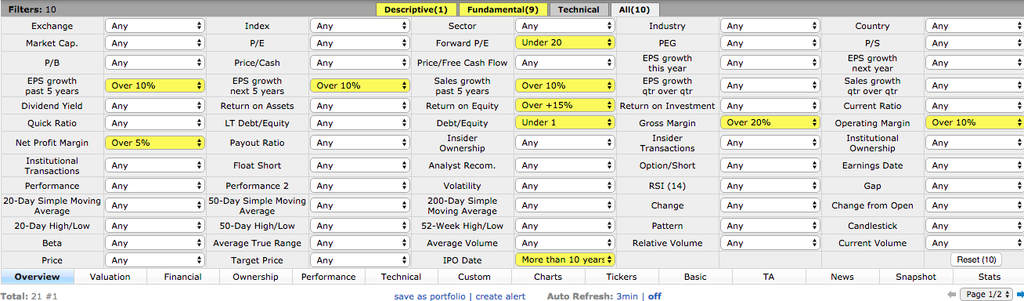 Filters: 10 Descriptive(1) Fundamental(9) Technical All(10)
Exchange Any Index Any Sector Any Industry Any Country Any
Market Cap. Any P/E Any Forward P/E Under 20 PEG Any P/S Any
P/B Any Price/Cash Any Price/Free Cash Flow Any EPS growth this year Any EPS growth next year Any
EPS growth past 5 years Over 10% EPS growth next 5 years Over 10% Sales growth past 5 years Over 10% EPS growth qtr over qtr Any Sales growth qtr over qtr Any
Dividend Yield Any Return on Assets Any Return on Equity Over +15% Return on Investment Any Current Ratio Any
Quick Ratio Any LT Debt/Equity Any Debt/Equity Under 1 Gross Margin Over 20% Operating Margin Over 10%
Net Profit Margin Over 5% Payout Ratio Any Insider Ownership Any Insider Transactions Any Institutional Ownership Any
Institutional Transactions Any Float Short Any Analyst Recom. Any Option/Short Any Earnings Date Any
Performance Any Performance 2 Any Volatility Any RSI (14) Any Gap Any
20-Day Simple Moving Average Any 50-Day Simple Moving Average Any 200-Day Simple Moving Average Any Change Any Change from Open Any
20-Day High/Low Any 50-Day High/Low Any 52-Week High/Low Any Pattern Any Candlestick Any
Beta Any Average True Range Any Average Volume Any Relative Volume Any Current Volume Any
Price Any Target Price Any IPO Date More than 10 years Reset (10)
Overview Valuation Financial Ownership Performance Technical Custom Charts Tickers Basic TA News Snapshot Stats
Total: 21 #1 save as portfolio | create alert Auto Refresh: 3min | off Page 1/2